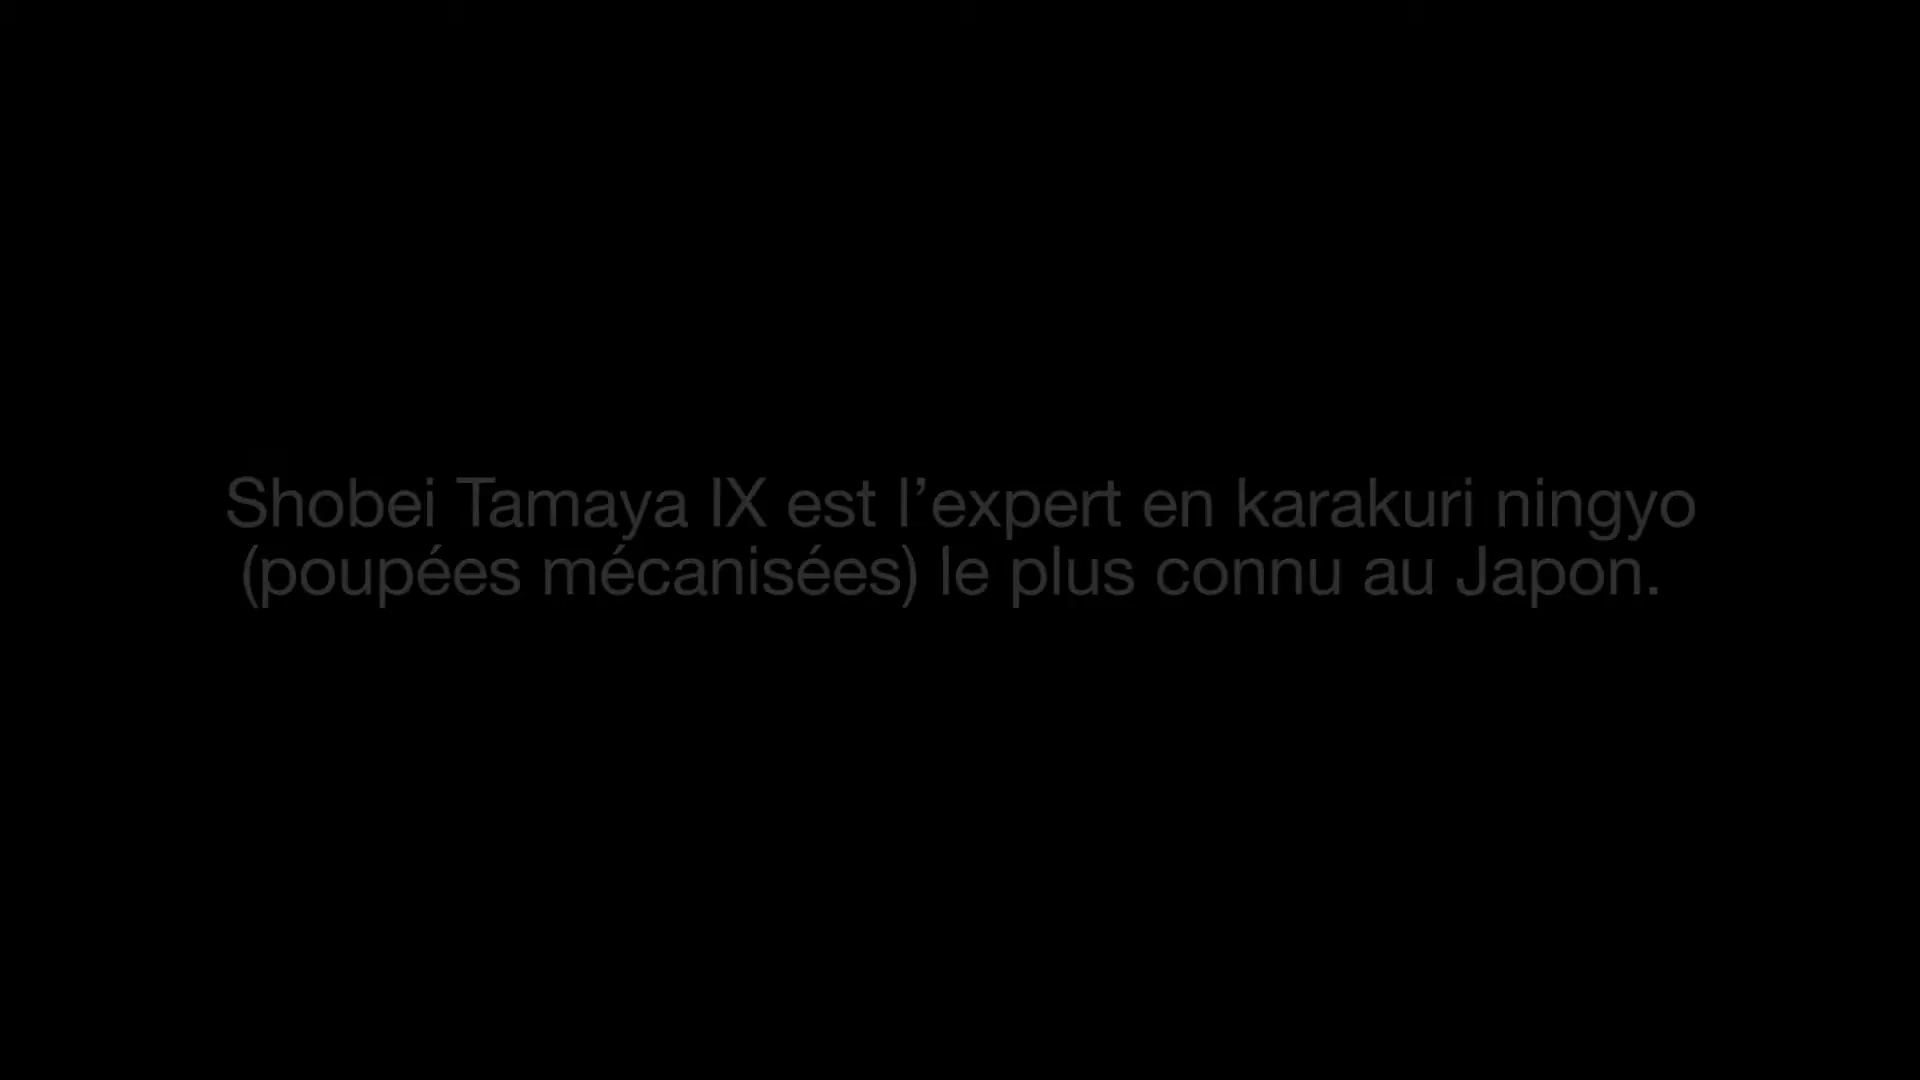 Shobei Tamaya IX est l’expert en karakuri ningyo
(poupées mécanisées) le plus connu au Japon.